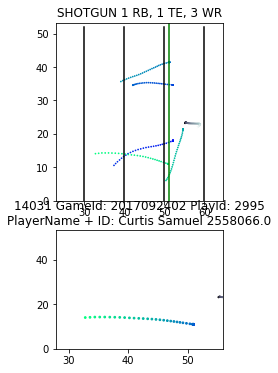 SHOTGUN 1 RB, 1 TE, 3 WR
50
40
30
20
10
0
30 40 50 60
14031 GameId: 2017092402 PlayId: 2995
PlayerName + ID: Curtis Samuel 2558066.0
40
20
0
30 40 50